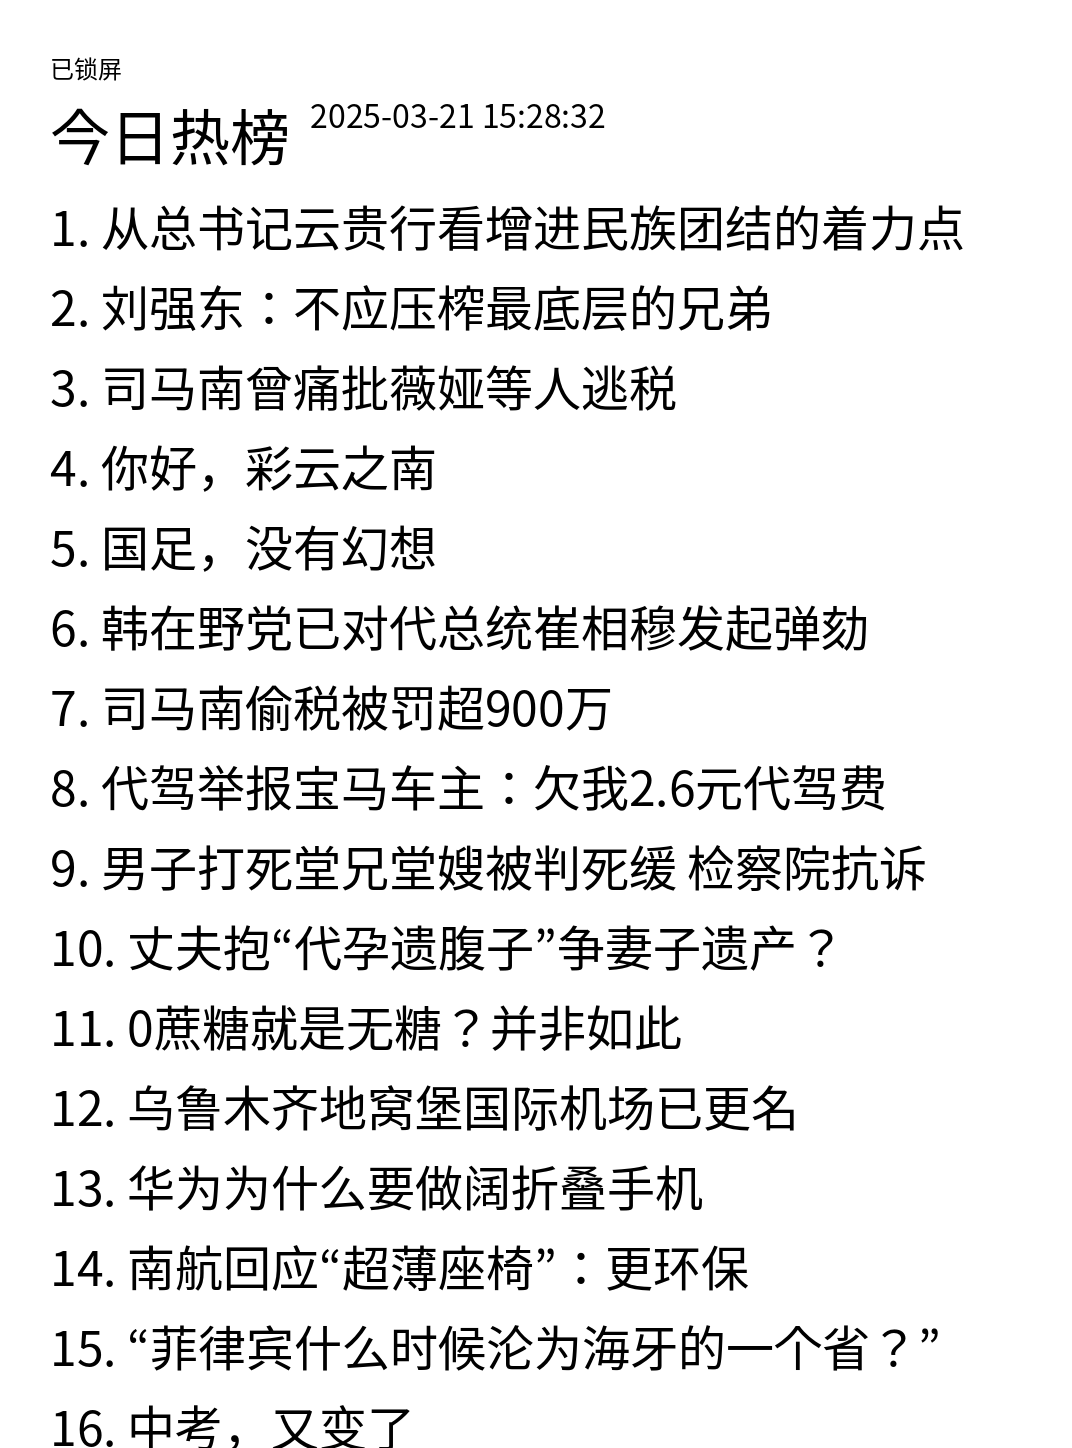 已锁屏
今日热榜 2025-03-21 15:28:32
1. 从总书记云贵行看增进民族团结的着力点
2. 刘强东：不应压榨最底层的兄弟
3. 司马南曾痛批薇娅等人逃税
4. 你好，彩云之南
5. 国足，没有幻想
6. 韩在野党已对代总统崔相穆发起弹劾
7. 司马南偷税被罚超900万
8. 代驾举报宝马车主：欠我2.6元代驾费
9. 男子打死堂兄堂嫂被判死缓 检察院抗诉
10. 丈夫抱“代孕遗腹子”争妻子遗产？
11. 0蔗糖就是无糖？并非如此
12. 乌鲁木齐地窝堡国际机场已更名
13. 华为为什么要做阔折叠手机
14. 南航回应“超薄座椅”：更环保
15. “菲律宾什么时候沦为海牙的一个省？”
16. 中考，又变了